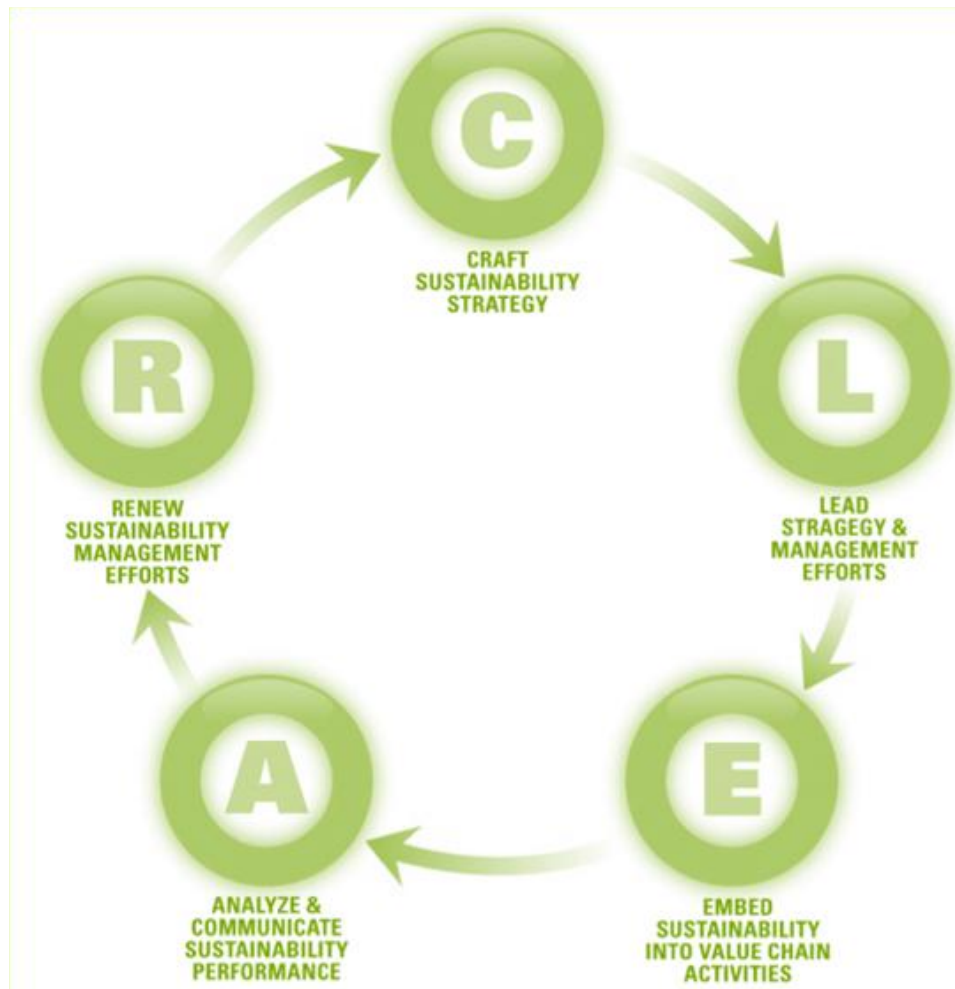 C
CRAFT
SUSTAINABILITY
STRATEGY
L
LEAD
STRAGEGY &
MANAGEMENT
EFFORTS
E
EMBED
SUSTAINABILITY
INTO VALUE CHAIN
ACTIVITIES
A
ANALYZE &
COMMUNICATE
SUSTAINABILITY
PERFORMANCE
R
RENEW
SUSTAINABILITY
MANAGEMENT
EFFORTS